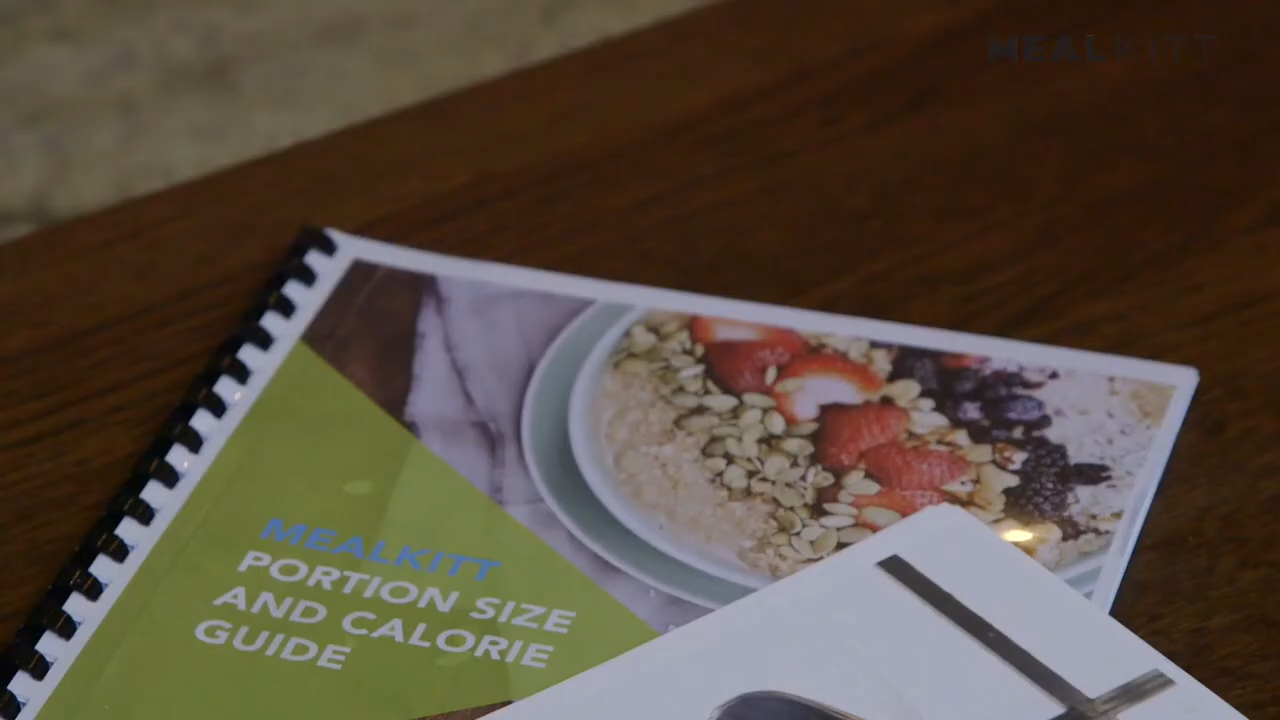 MEALKITT
MEALKITT
PORTION SIZE
AND CALORIE
GUIDE